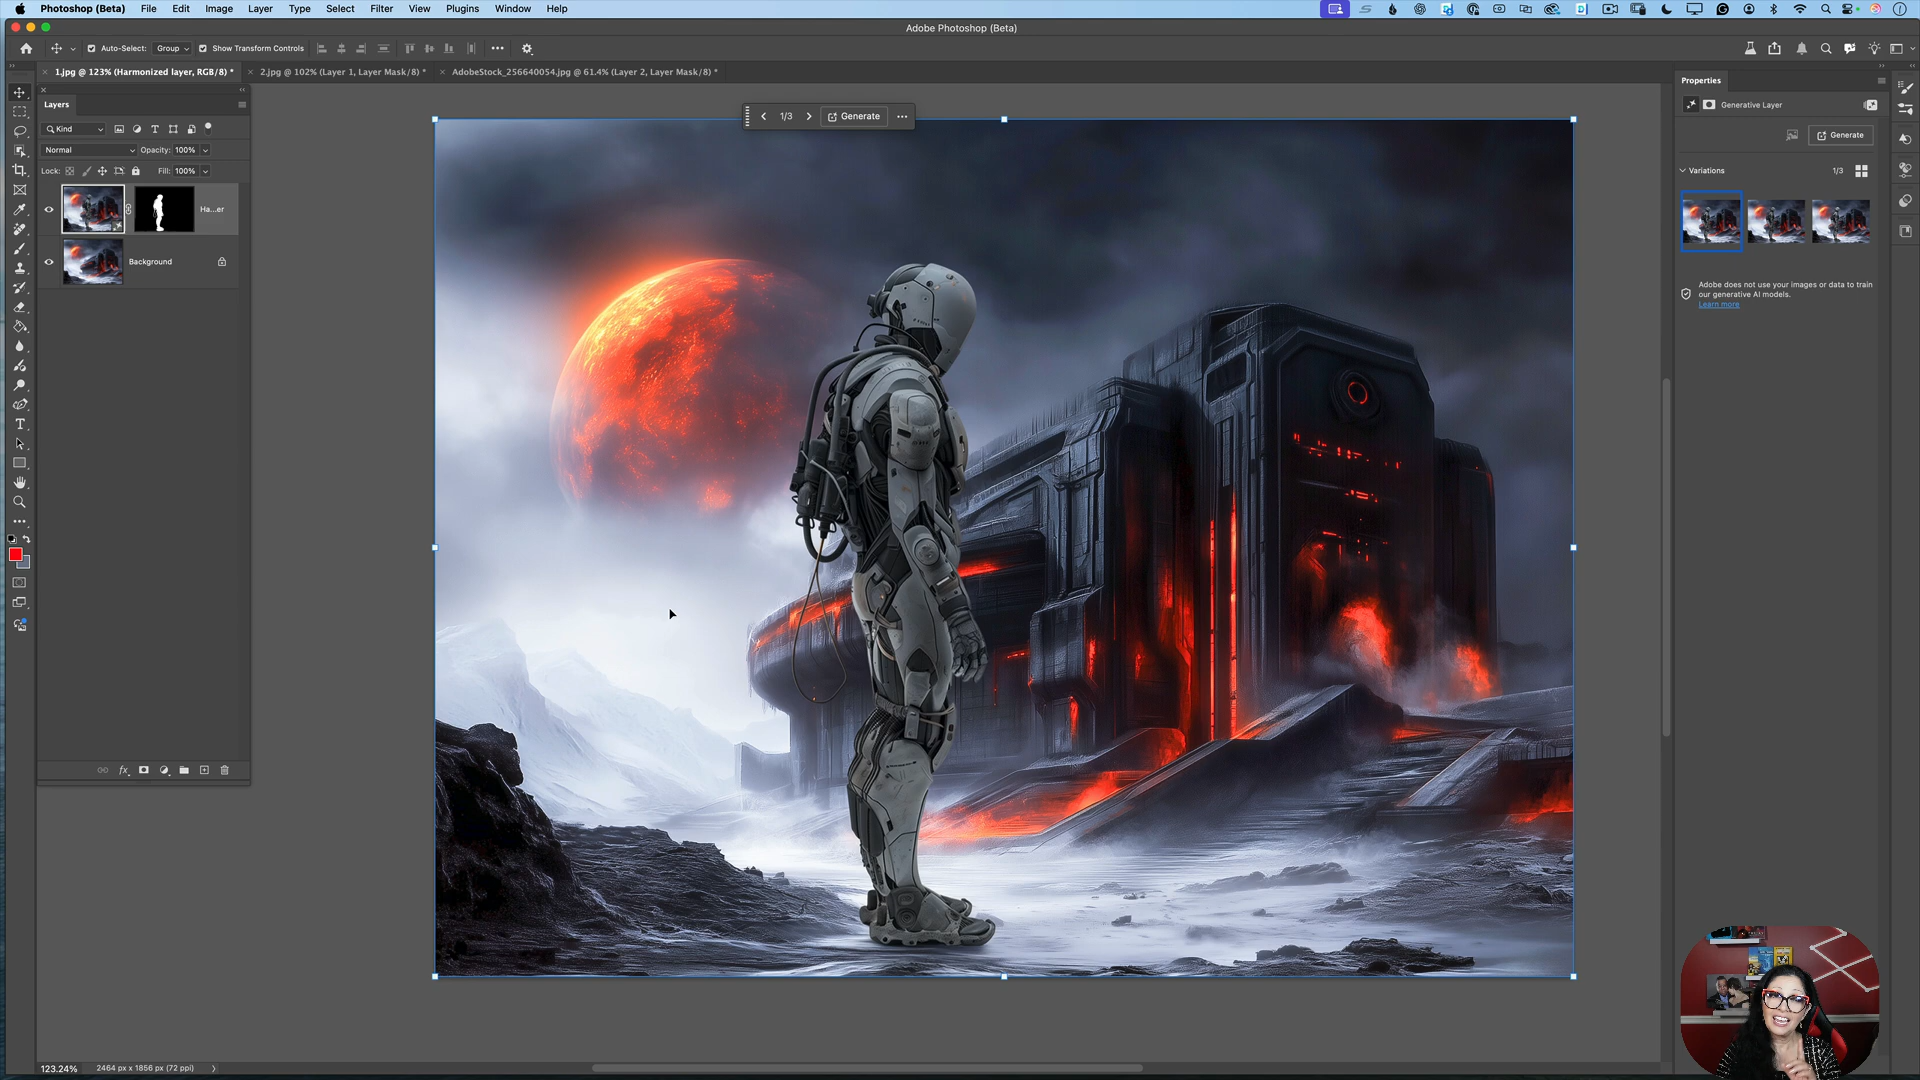 Photoshop (Beta) File Edit Image Layer Type Select Filter View Plugins Window Help
Adobe Photoshop (Beta)
Auto-Select: Group Show Transform Controls
1.jpg @ 123% (Harmonized layer, RGB/8) *
2.jpg @ 102% (Layer 1, Layer Mask/8) *
AdobeStock_256640054.jpg @ 61.4% (Layer 2, Layer Mask/8) *
Layers
Kind
Normal Opacity: 100%
Lock: Fill: 100%
Ha...er
Background
1/3 Generate
Properties
Generative Layer
Generate
Variations 1/3
Adobe does not use your images or data to train
our generative AI models.
Learn more
123.24% 2464 px x 1856 px (72 ppi)